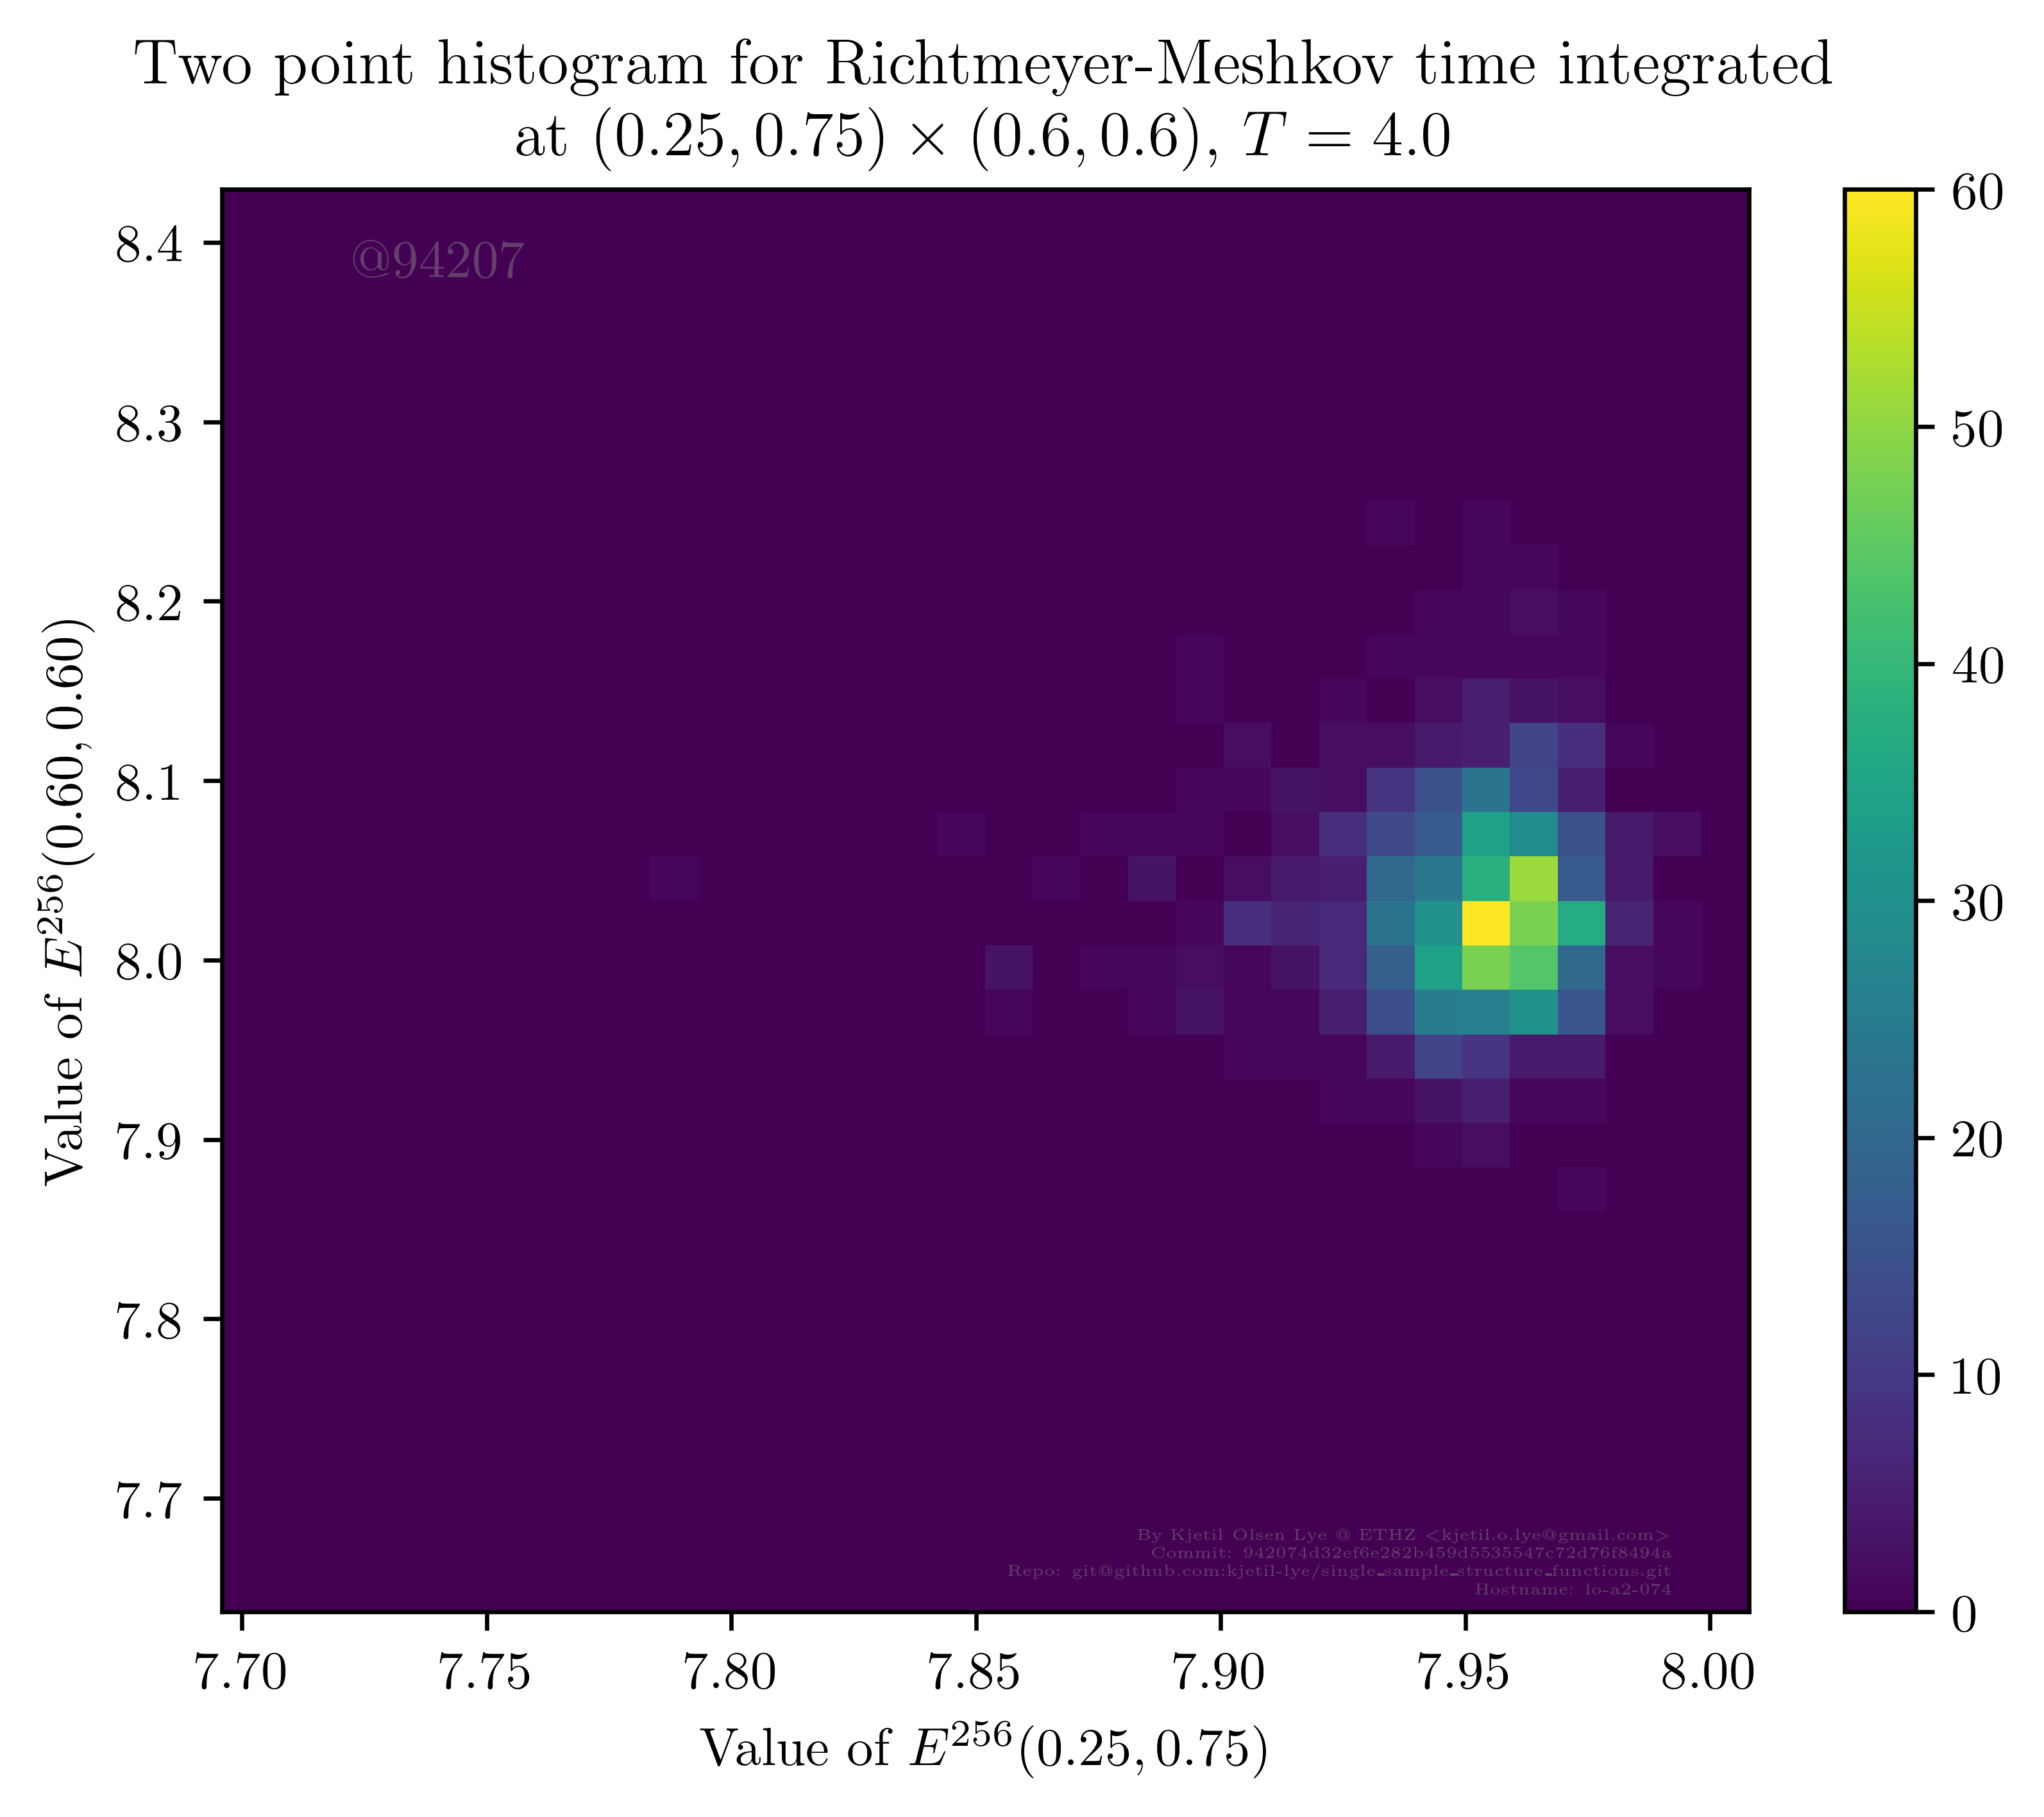 Two point histogram for Richtmeyer-Meshkov time integrated
at (0.25, 0.75) × (0.6, 0.6), T = 4.0
@94207
8.4
8.3
8.2
8.1
8.0
7.9
7.8
7.7
Value of E^256(0.60, 0.60)
7.70 7.75 7.80 7.85 7.90 7.95 8.00
Value of E^256(0.25, 0.75)
60
50
40
30
20
10
0
By Kjetil Olsen Lye @ ETHZ <kjetil.o.lye@gmail.com>
Commit: 942074d32ef6e282b459d5535547c72d76f8494a
Repo: git@github.com:kjetil-lye/single_sample_structure_functions.git
Hostname: lo-a2-074